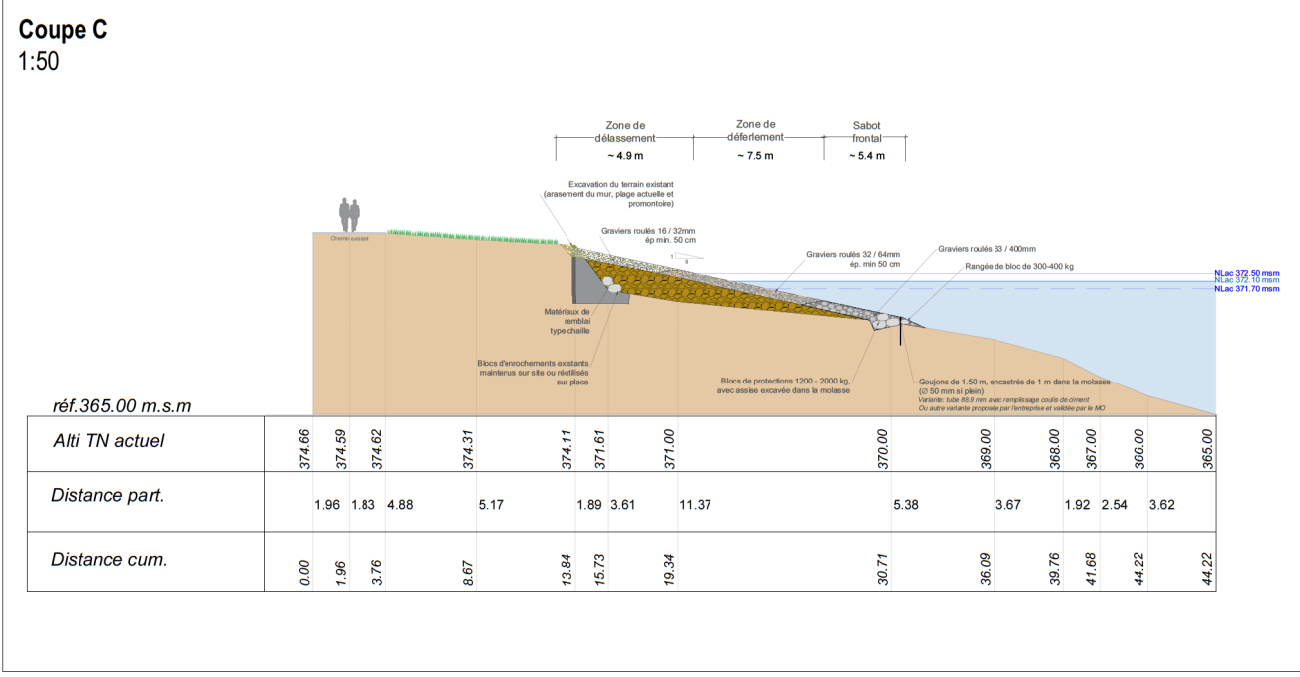 Coupe C
1:50
Zone de
délassement
~ 4.9 m
Zone de
déferlement
~ 7.5 m
Sabot
frontal
~ 5.4 m
Excavation du terrain existant
(arasement du mur, plage actuelle et
promontoire)
Chemin existant
Graviers roulés 16 / 32mm
ép min. 50 cm
1
8
Graviers roulés 32 / 64mm
ép. min 50 cm
Graviers roulés 63 / 400mm
Rangée de bloc de 300-400 kg
NLac 372.50 msm
NLac 372.10 msm
NLac 371.70 msm
Matériaux de
remblai
type chaille
Blocs d'enrochements existants
maintenus sur site ou réutilisés
sur place
Blocs de protections 1200 - 2000 kg,
avec assise excavée dans la molasse
Goujons de 1.50 m, encastrés de 1 m dans la molasse
(∅ 50 mm si plein)
Variante: tube 88.9 mm avec remplissage coulis de ciment
Ou autre variante proposée par l'entreprise et validée par le MO
réf.365.00 m.s.m
Alti TN actuel 374.66 374.59 374.62 374.31 374.11 371.61 371.00 370.00 369.00 368.00 367.00 366.00 365.00
Distance part. 1.96 1.83 4.88 5.17 1.89 3.61 11.37 5.38 3.67 1.92 2.54 3.62
Distance cum. 0.00 1.96 3.76 8.67 13.84 15.73 19.34 30.71 36.09 39.76 41.68 44.22 44.22